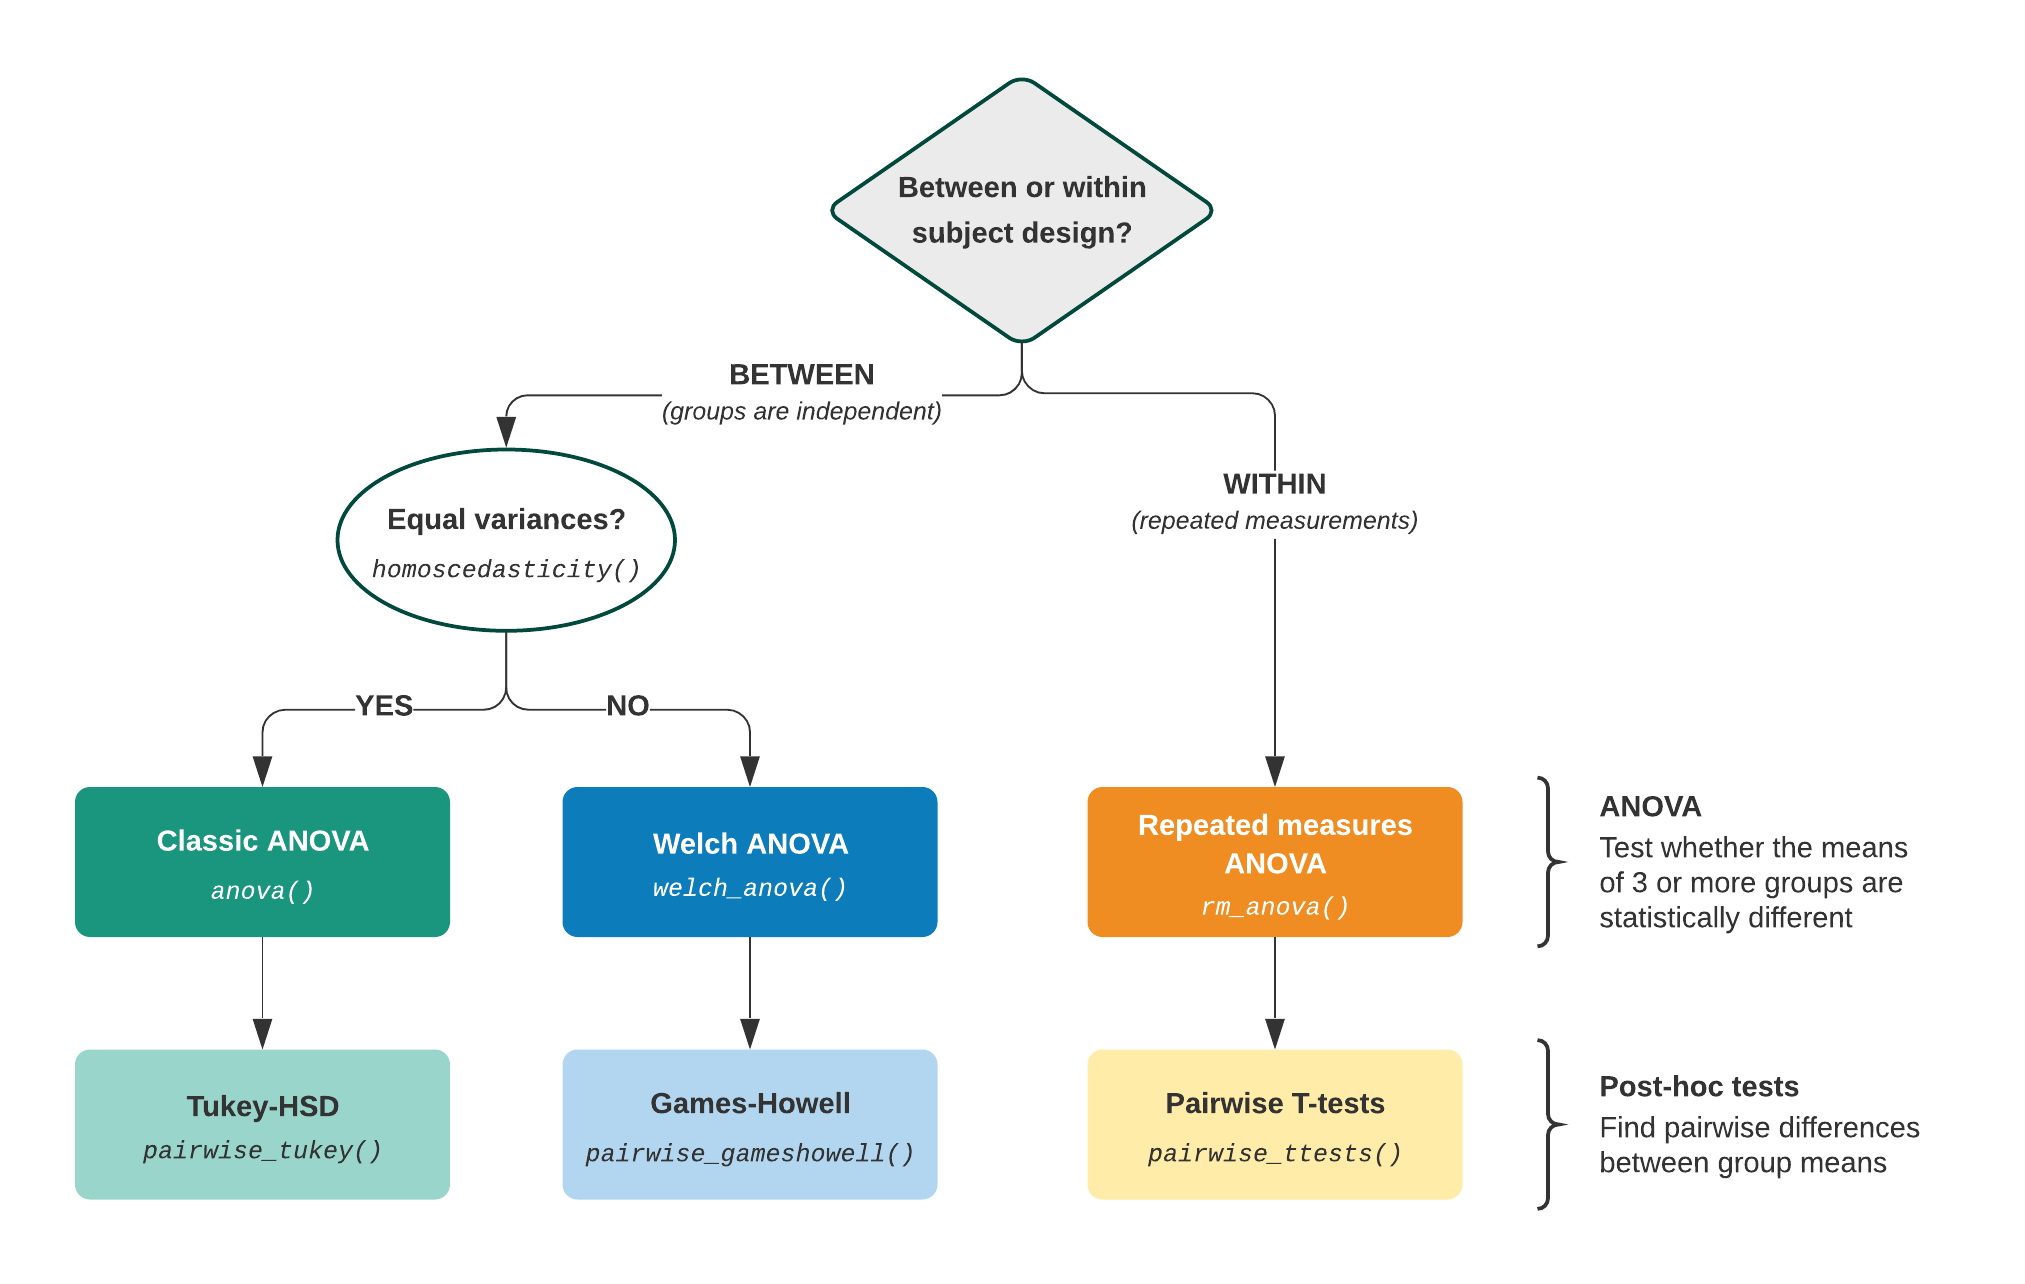 Between or within
subject design?
BETWEEN
(groups are independent)
WITHIN
(repeated measurements)
Equal variances?
homoscedasticity()
YES
NO
Classic ANOVA
anova()
Welch ANOVA
welch_anova()
Repeated measures
ANOVA
rm_anova()
ANOVA
Test whether the means
of 3 or more groups are
statistically different
Tukey-HSD
pairwise_tukey()
Games-Howell
pairwise_gameshowell()
Pairwise T-tests
pairwise_ttests()
Post-hoc tests
Find pairwise differences
between group means